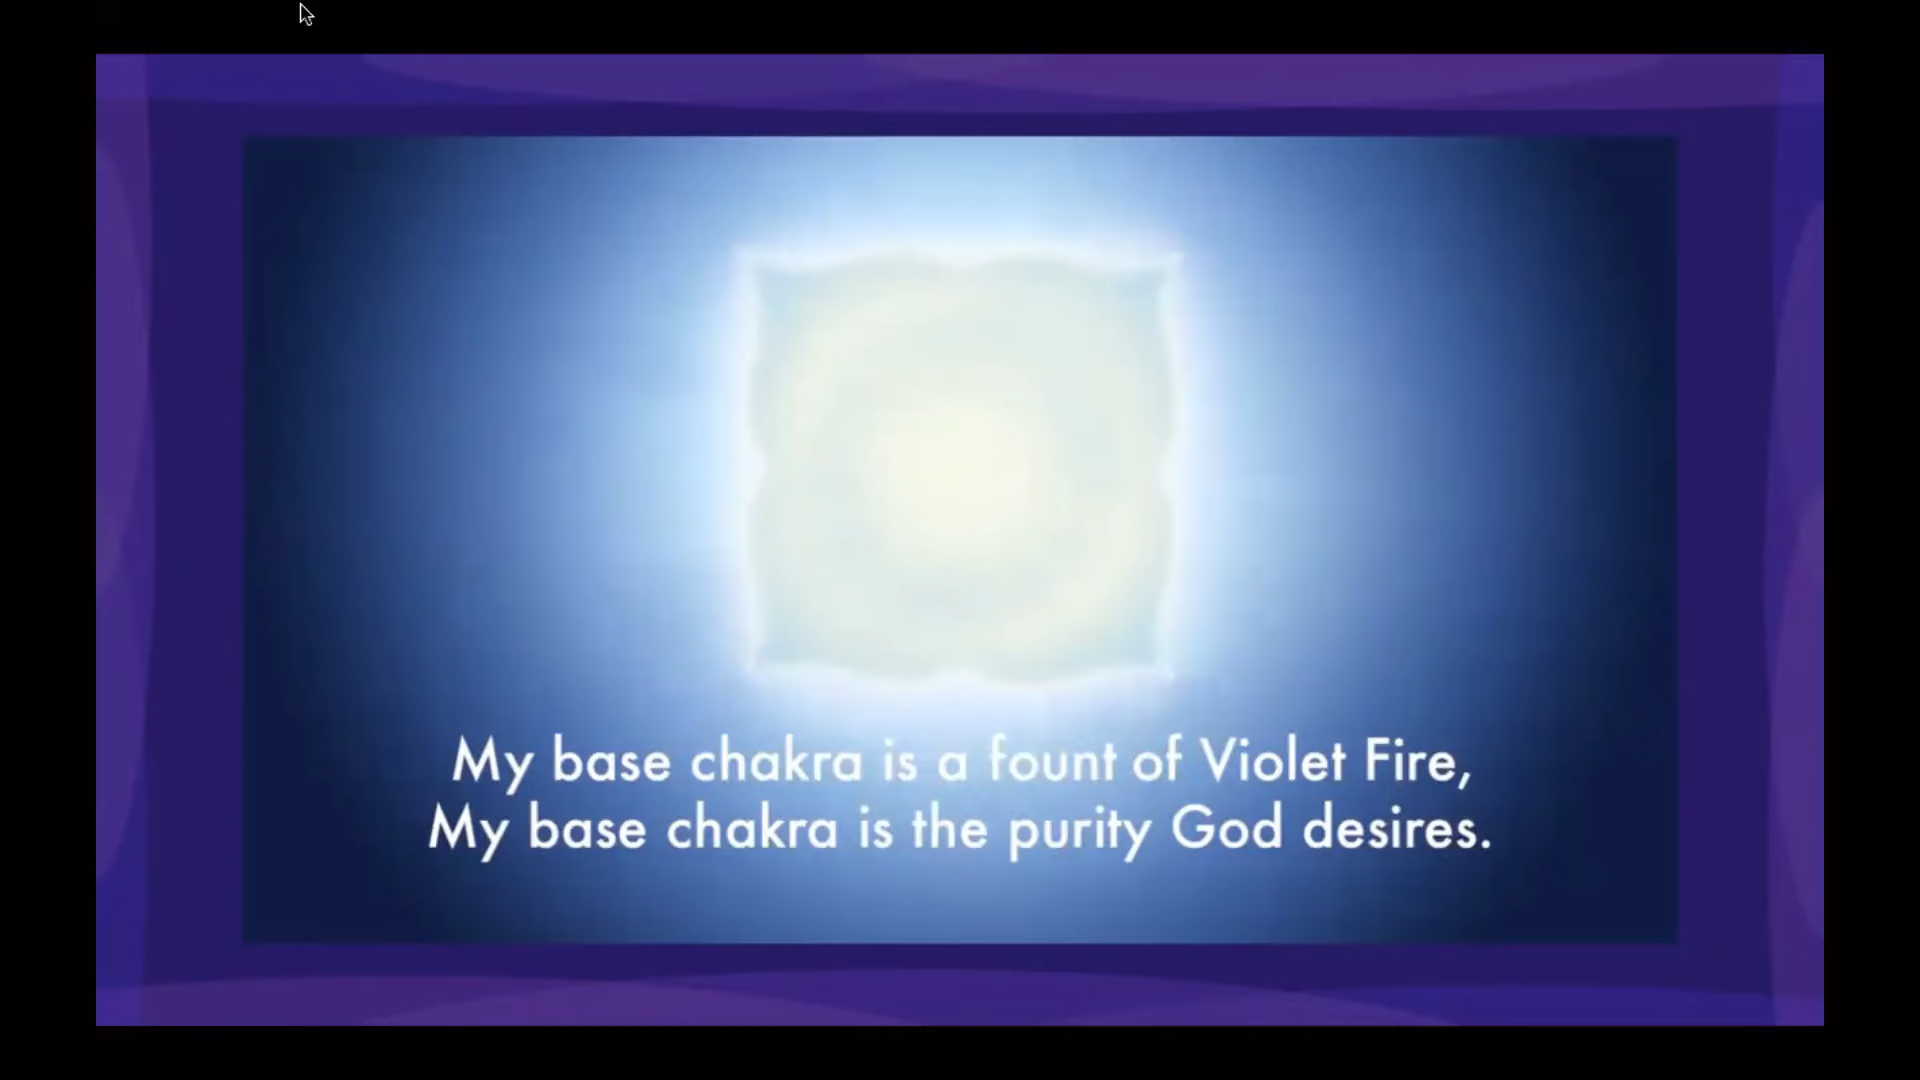 My base chakra is a fount of Violet Fire,
My base chakra is the purity God desires.